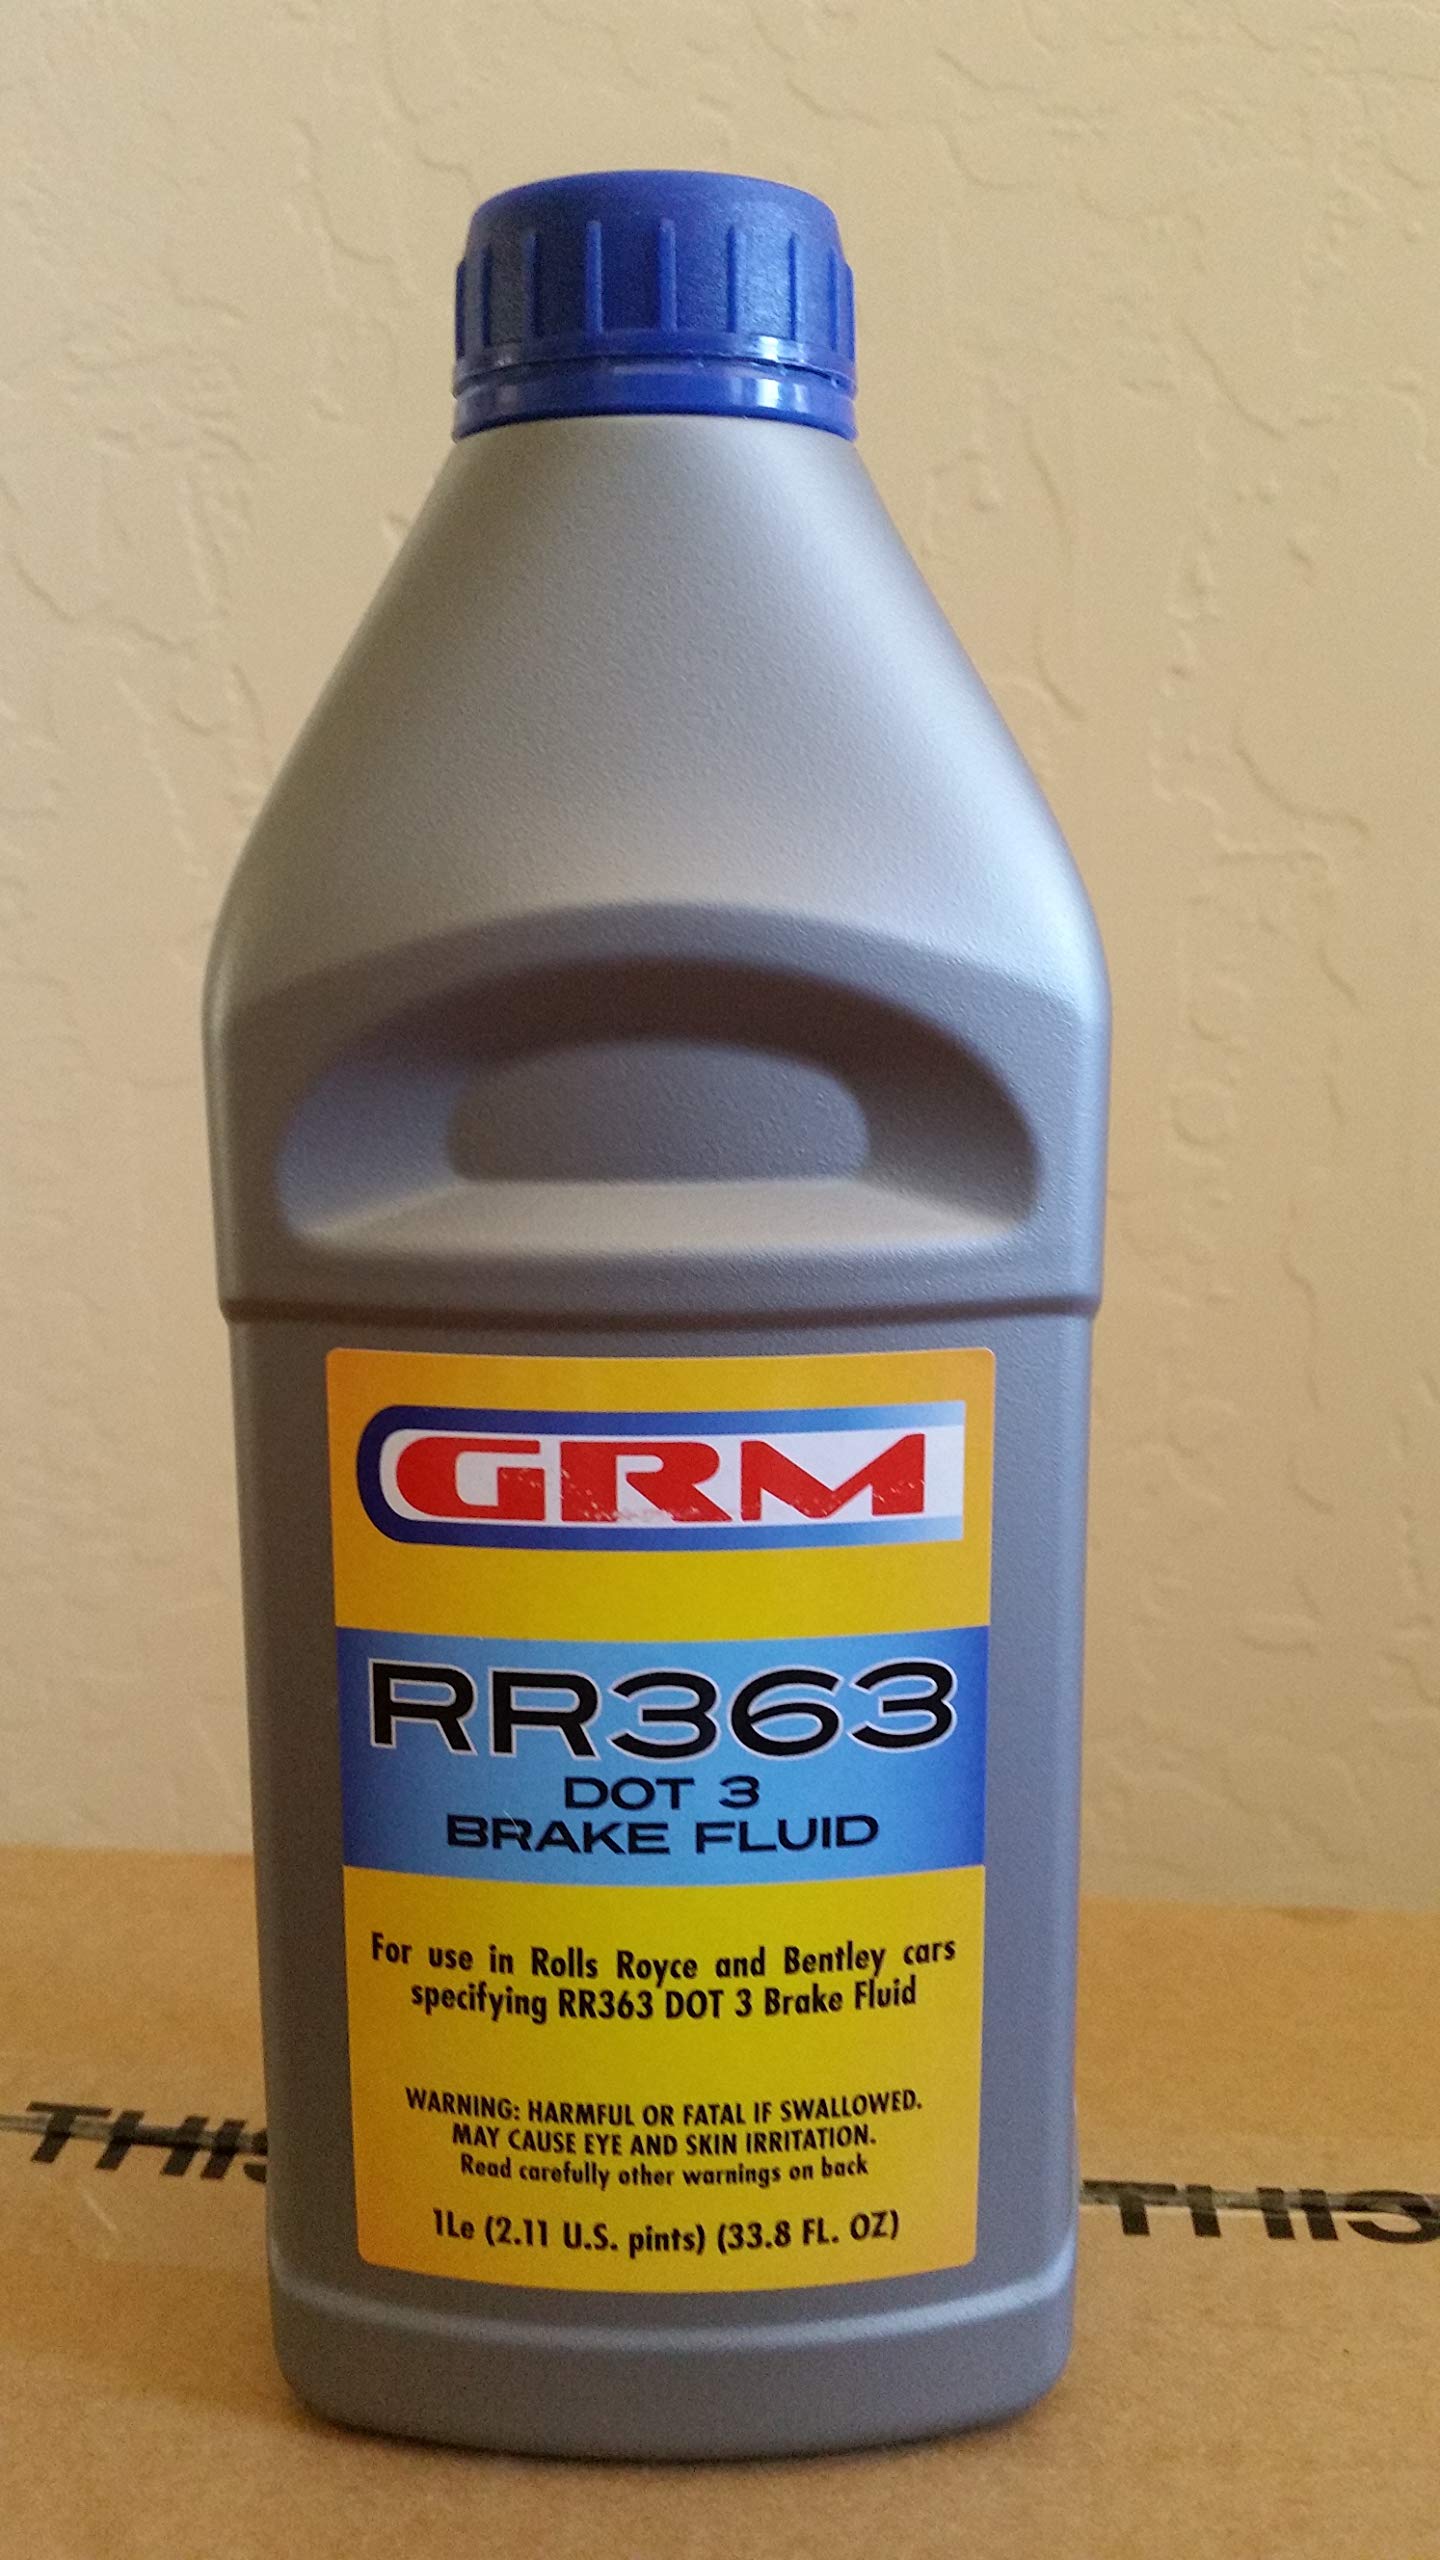 GRM
RR363
DOT 3
BRAKE FLUID
For use in Rolls Royce and Bentley cars
specifying RR363 DOT 3 Brake Fluid
WARNING: HARMFUL OR FATAL IF SWALLOWED.
MAY CAUSE EYE AND SKIN IRRITATION.
Read carefully other warnings on back
1Le (2.11 U.S. pints) (33.8 FL. OZ)
THIS
THIS